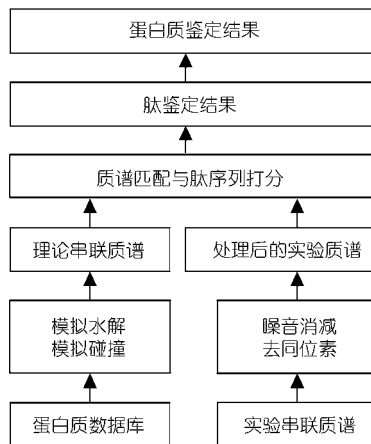 蛋白质鉴定结果
肽鉴定结果
质谱匹配与肽序列打分
理论串联质谱
处理后的实验质谱
模拟水解
模拟碰撞
噪音消减
去同位素
蛋白质数据库
实验串联质谱